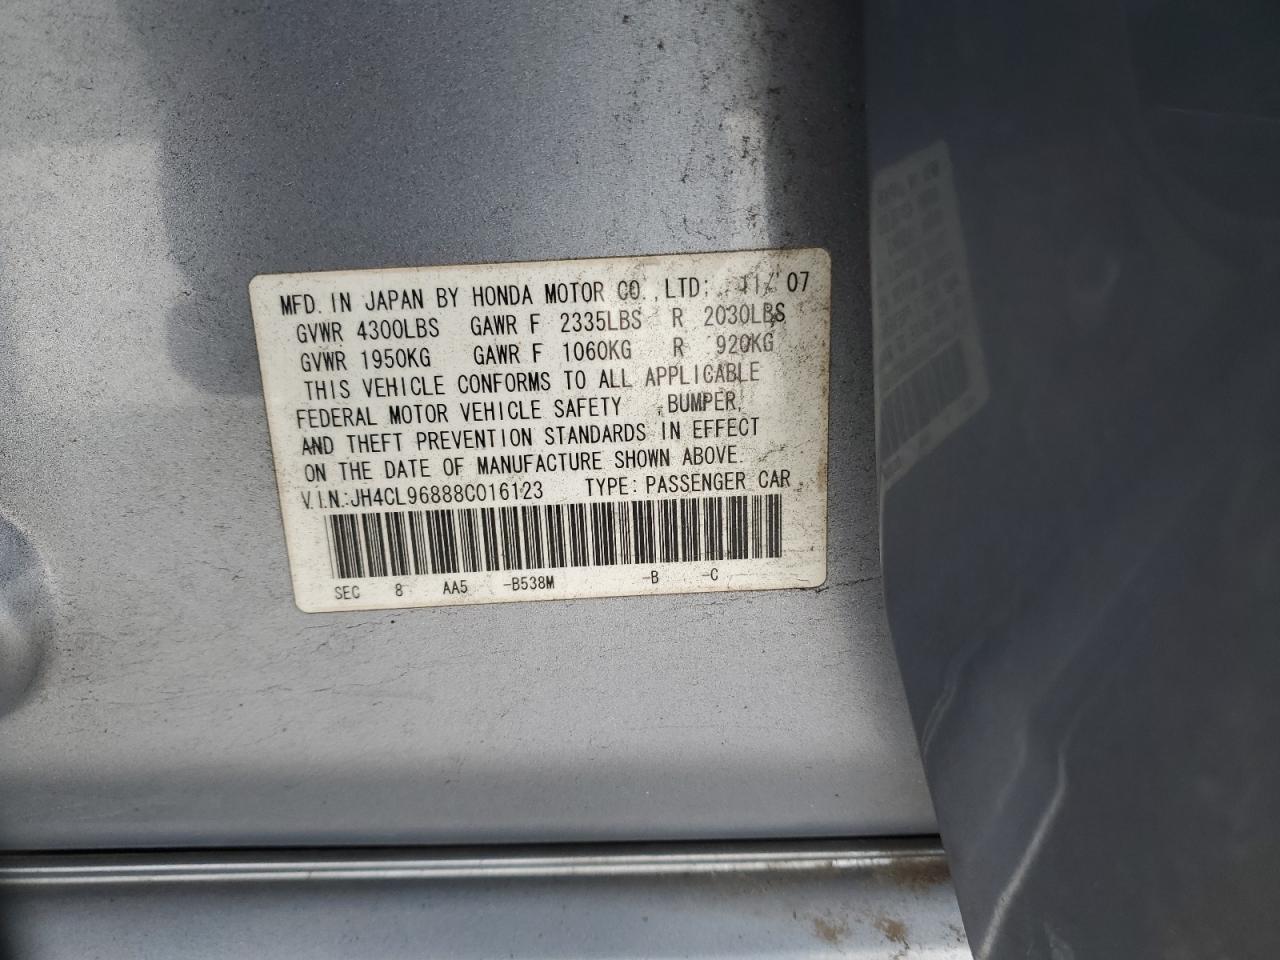 MFD. IN JAPAN BY HONDA MOTOR CO.,LTD: 11/'07
GVWR 4300LBS GAWR F 2335LBS R 2030LBS
GVWR 1950KG GAWR F 1060KG R 920KG
THIS VEHICLE CONFORMS TO ALL APPLICABLE
FEDERAL MOTOR VEHICLE SAFETY ,BUMPER,
AND THEFT PREVENTION STANDARDS IN EFFECT
ON THE DATE OF MANUFACTURE SHOWN ABOVE.
V.I.N.:JH4CL96888C016123 TYPE:PASSENGER CAR
SEC 8 AA5 -B538M -B -C